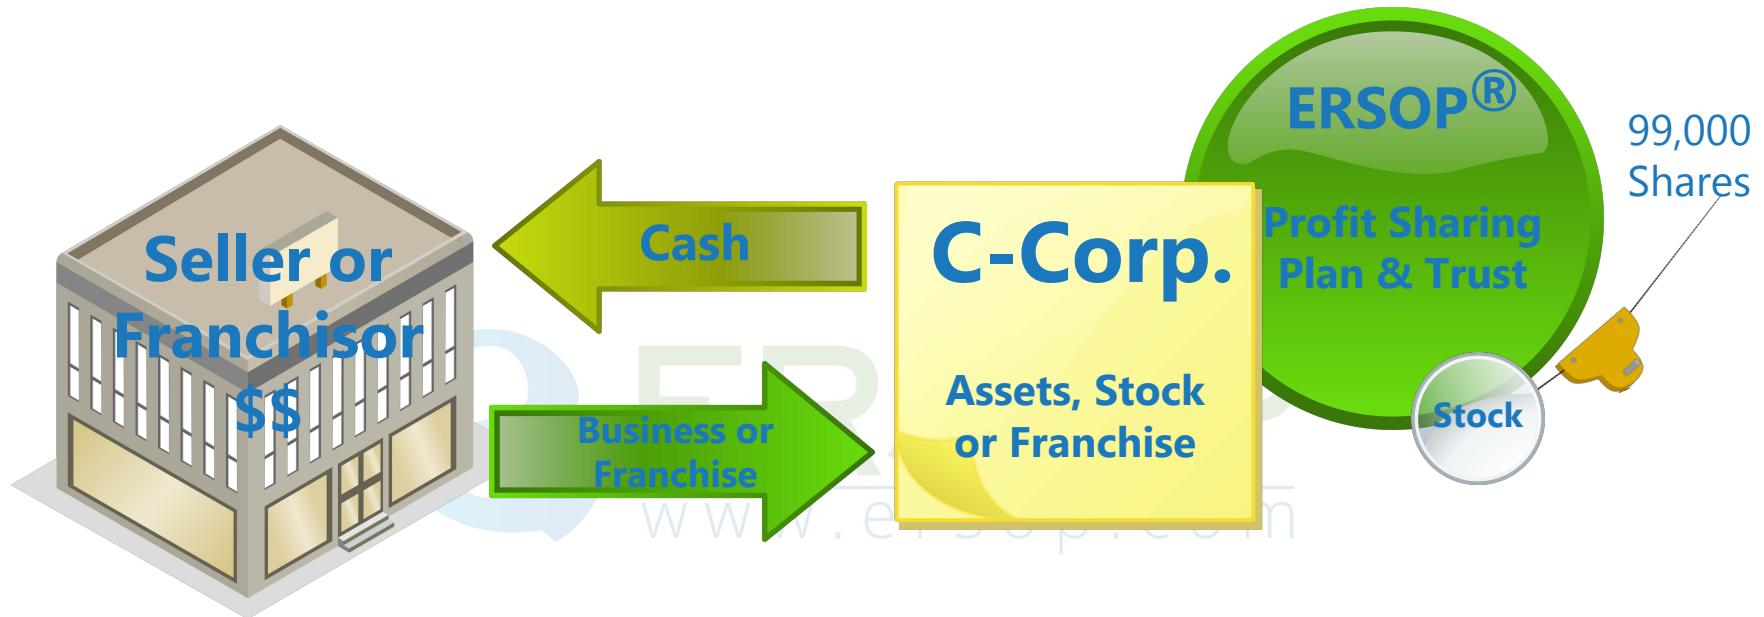 Seller or
Franchisor
$$
Cash
Business or
Franchise
C-Corp.
Assets, Stock
or Franchise
ERSOP®
Profit Sharing
Plan & Trust
Stock
99,000
Shares
www.ersop.com